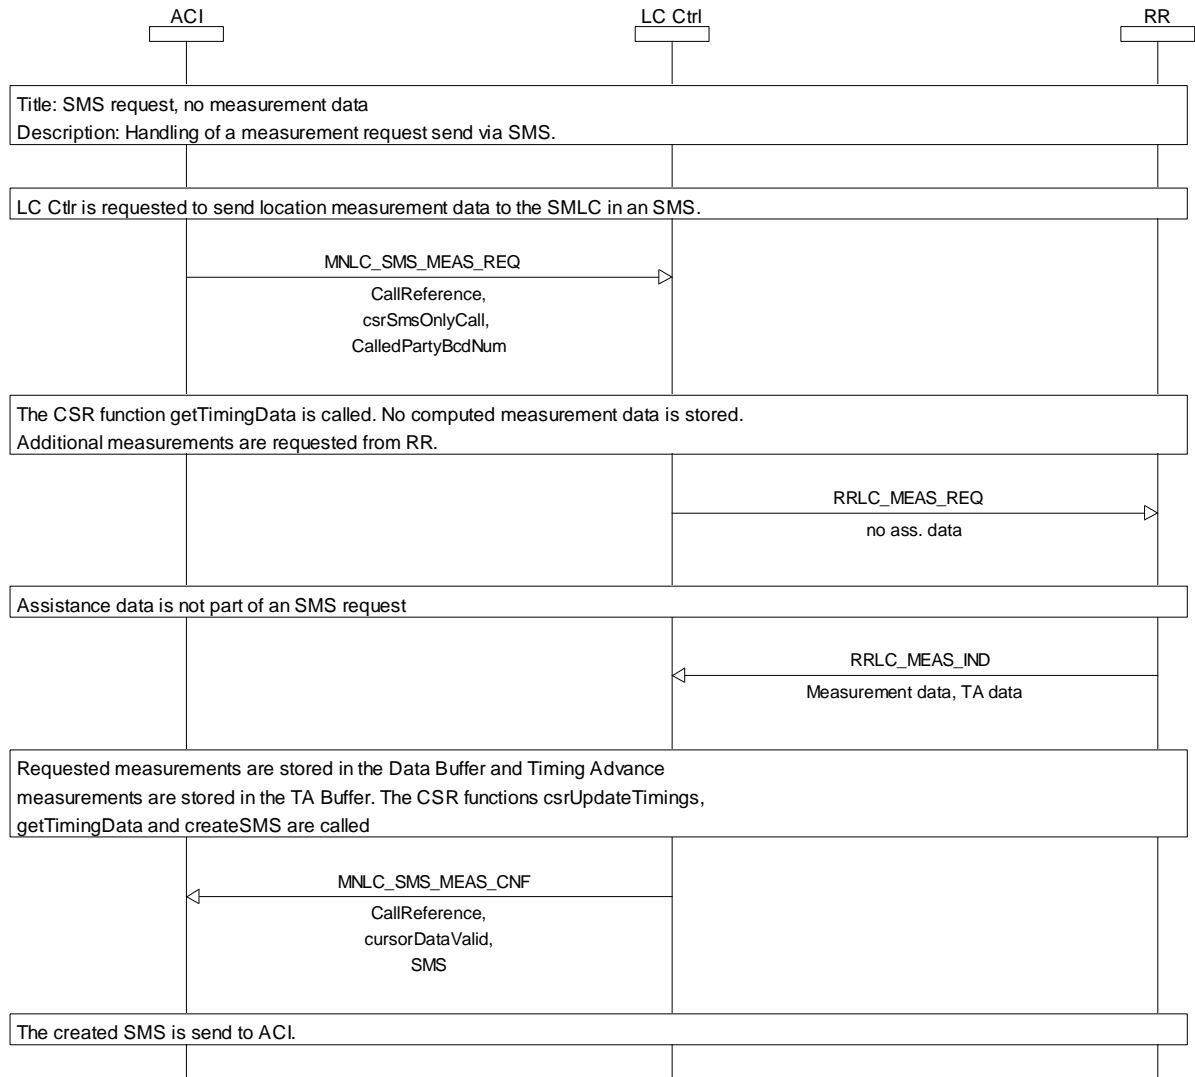 ACI LC Ctrl RR
Title: SMS request, no measurement data
Description: Handling of a measurement request send via SMS.
LC Ctlr is requested to send location measurement data to the SMLC in an SMS.
MNLC_SMS_MEAS_REQ
CallReference,
csrSmsOnlyCall,
CalledPartyBcdNum
The CSR function getTimingData is called. No computed measurement data is stored.
Additional measurements are requested from RR.
RRLC_MEAS_REQ
no ass. data
Assistance data is not part of an SMS request
RRLC_MEAS_IND
Measurement data, TA data
Requested measurements are stored in the Data Buffer and Timing Advance
measurements are stored in the TA Buffer. The CSR functions csrUpdateTimings,
getTimingData and createSMS are called
MNLC_SMS_MEAS_CNF
CallReference,
cursorDataValid,
SMS
The created SMS is send to ACI.